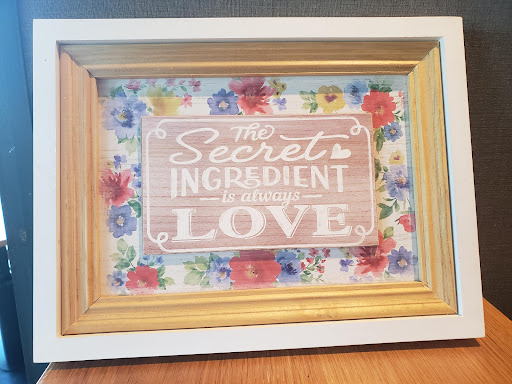 The
Secret
INGREDIENT
is always
LOVE